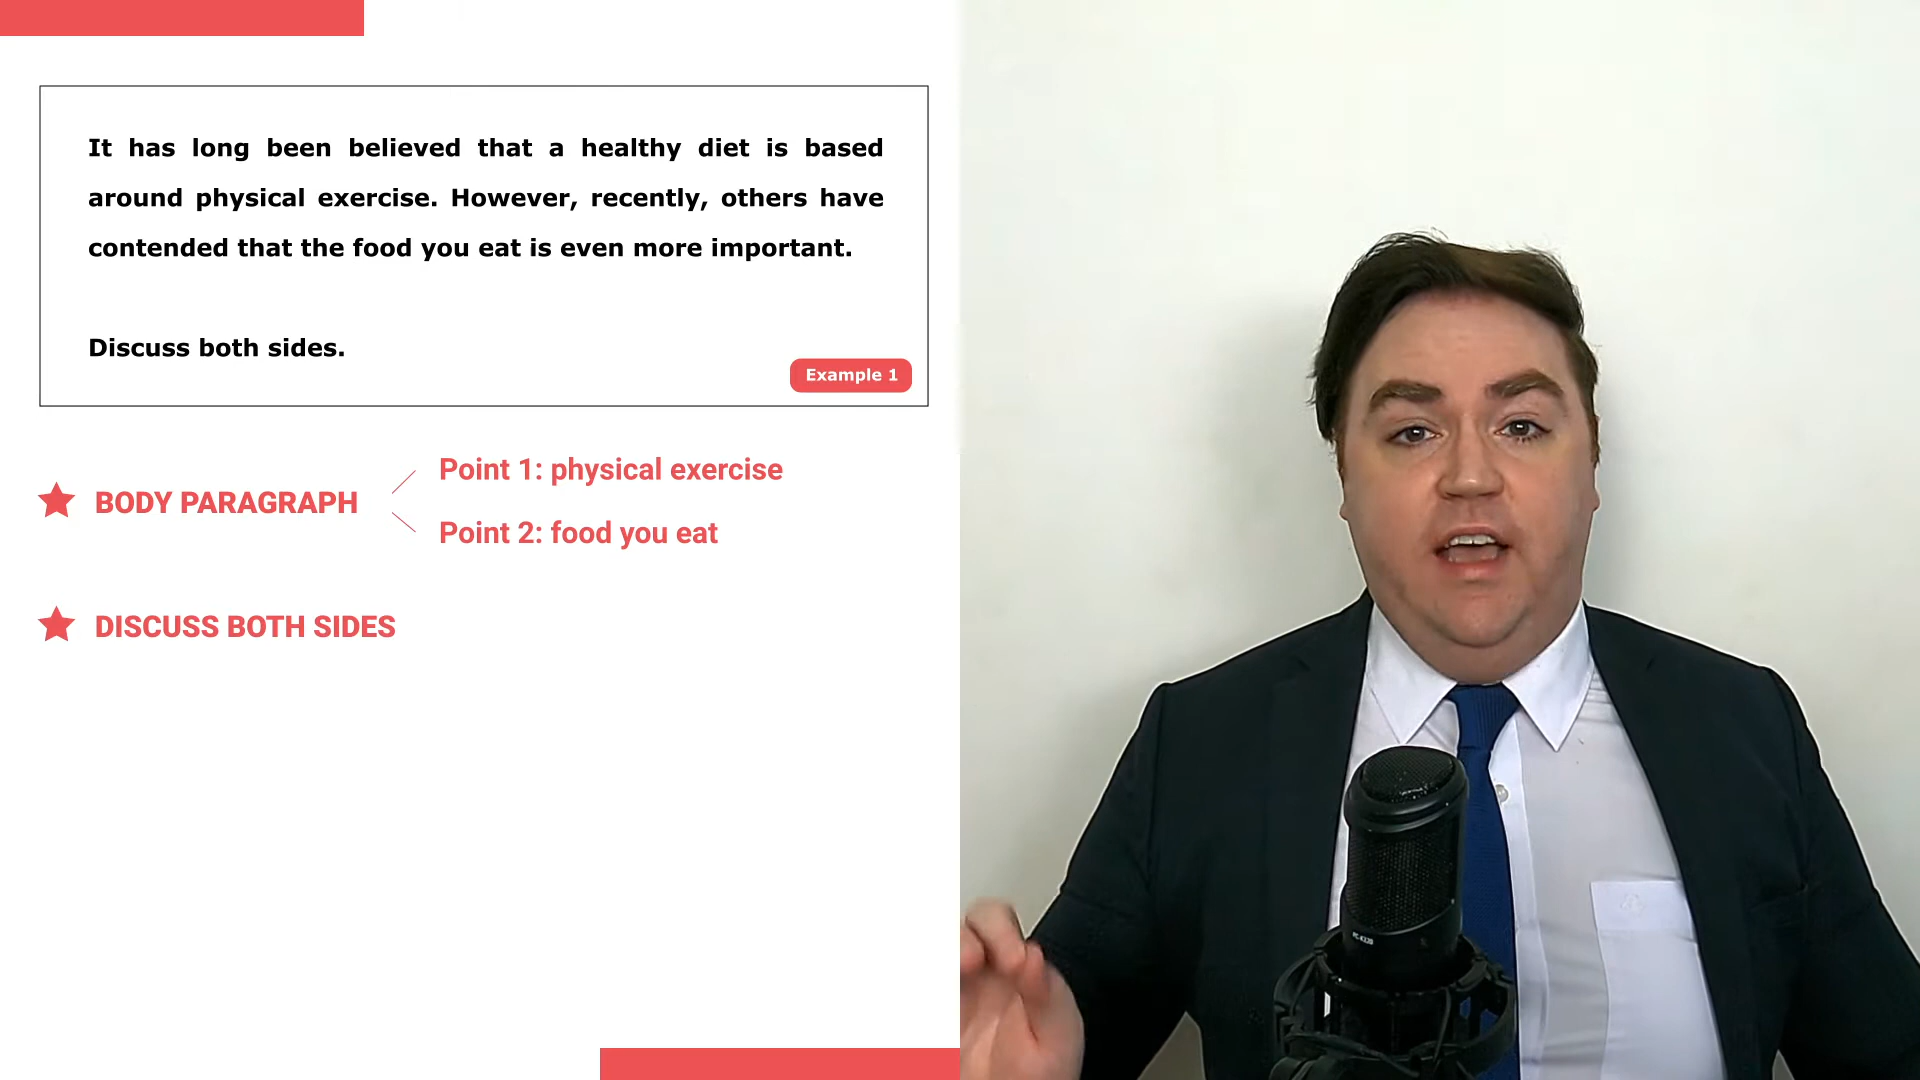 It has long been believed that a healthy diet is based
around physical exercise. However, recently, others have
contended that the food you eat is even more important.
Discuss both sides.
Example 1
Point 1: physical exercise
BODY PARAGRAPH
Point 2: food you eat
DISCUSS BOTH SIDES